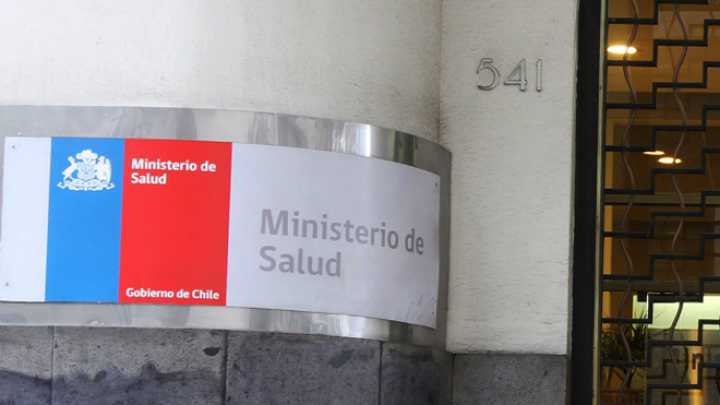 Ministerio de
Salud
Gobierno de Chile
Ministerio de
Salud
541